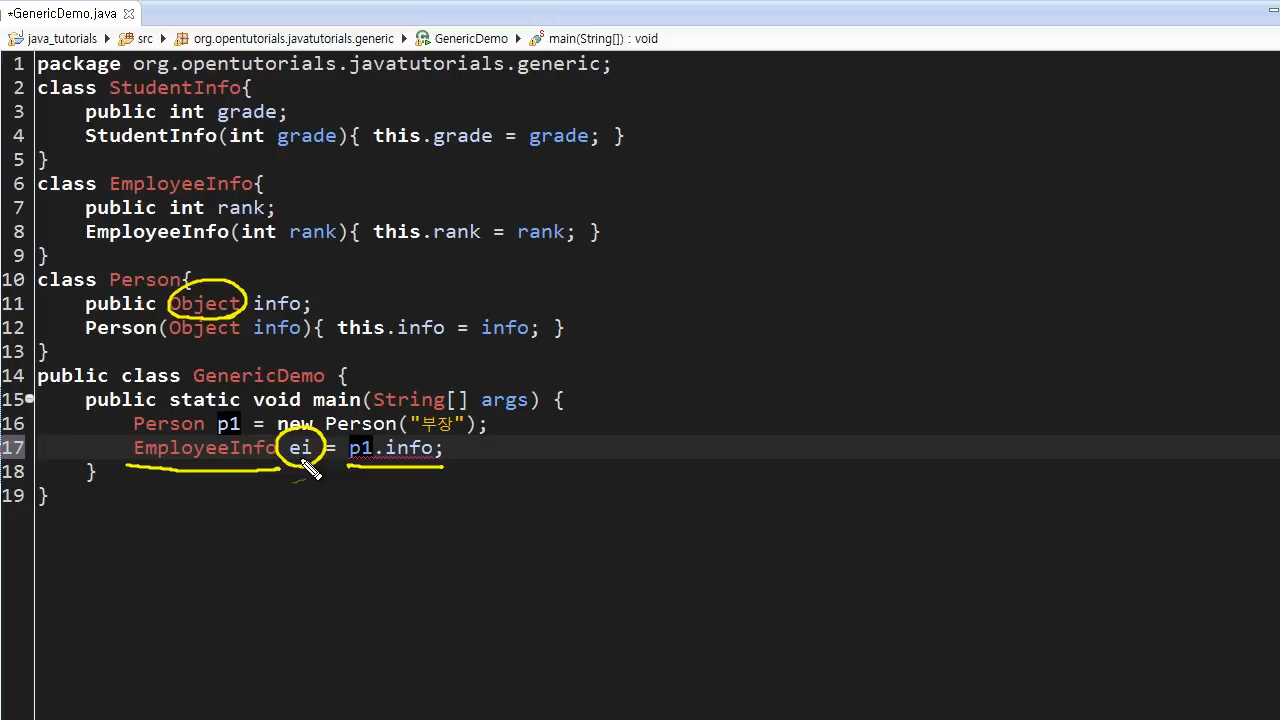 *GenericDemo.java
java_tutorials src org.opentutorials.javatutorials.generic GenericDemo main(String[]) : void
1 package org.opentutorials.javatutorials.generic;
2 class StudentInfo{
3     public int grade;
4     StudentInfo(int grade){ this.grade = grade; }
5 }
6 class EmployeeInfo{
7     public int rank;
8     EmployeeInfo(int rank){ this.rank = rank; }
9 }
10 class Person{
11     public Object info;
12     Person(Object info){ this.info = info; }
13 }
14 public class GenericDemo {
15     public static void main(String[] args) {
16         Person p1 = new Person("부장");
17         EmployeeInfo ei = p1.info;
18     }
19 }